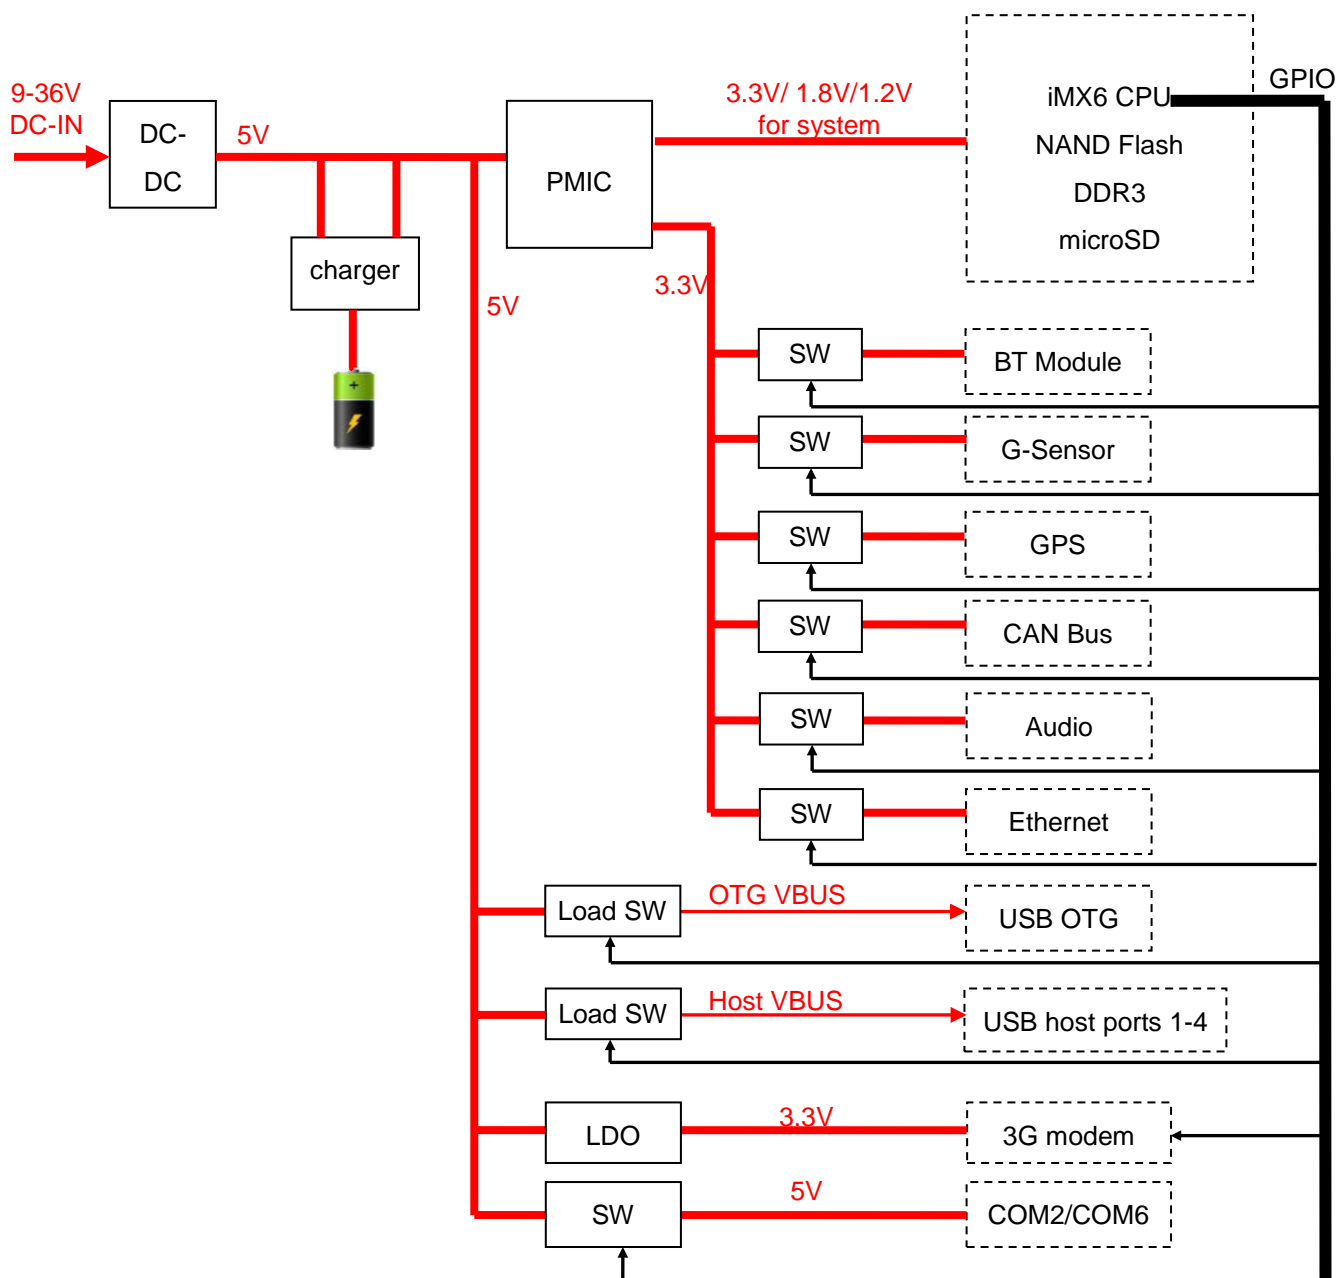 9-36V
DC-IN
DC-
DC
5V
PMIC
3.3V/ 1.8V/1.2V
for system
iMX6 CPU
NAND Flash
DDR3
microSD
GPIO
charger
+
5V
3.3V
SW
BT Module
SW
G-Sensor
SW
GPS
SW
CAN Bus
SW
Audio
SW
Ethernet
Load SW
OTG VBUS
USB OTG
Load SW
Host VBUS
USB host ports 1-4
LDO
3.3V
3G modem
SW
5V
COM2/COM6